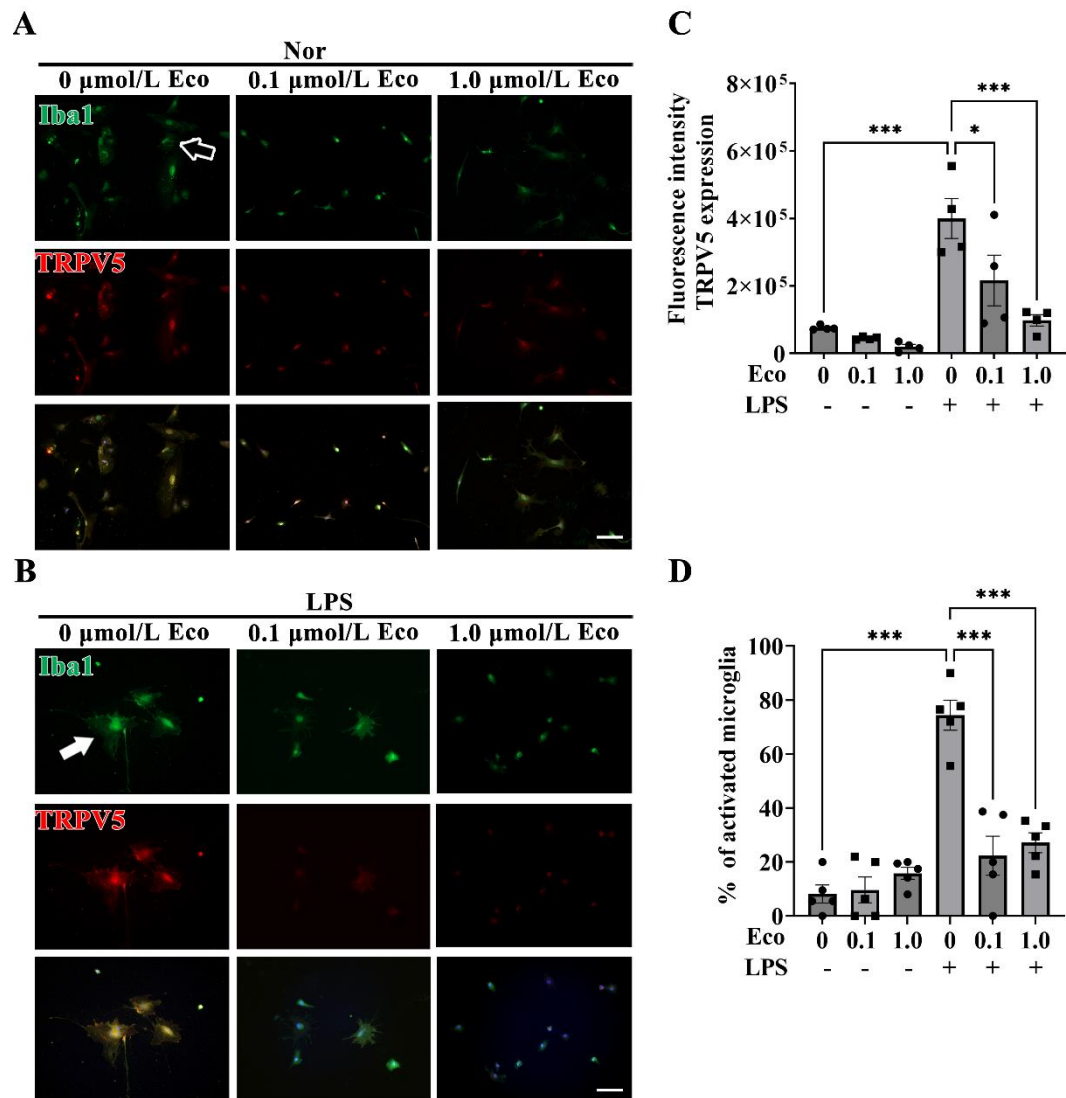 A
Nor
0 μmol/L Eco 0.1 μmol/L Eco 1.0 μmol/L Eco
Iba1
TRPV5
B
LPS
0 μmol/L Eco 0.1 μmol/L Eco 1.0 μmol/L Eco
Iba1
TRPV5
C
Fluorescence intensity
TRPV5 expression
8×10⁵
6×10⁵
4×10⁵
2×10⁵
0
***
*** *
Eco 0 0.1 1.0 0 0.1 1.0
LPS - - - + + +
D
% of activated microglia
100
80
60
40
20
0
***
*** ***
Eco 0 0.1 1.0 0 0.1 1.0
LPS - - - + + +